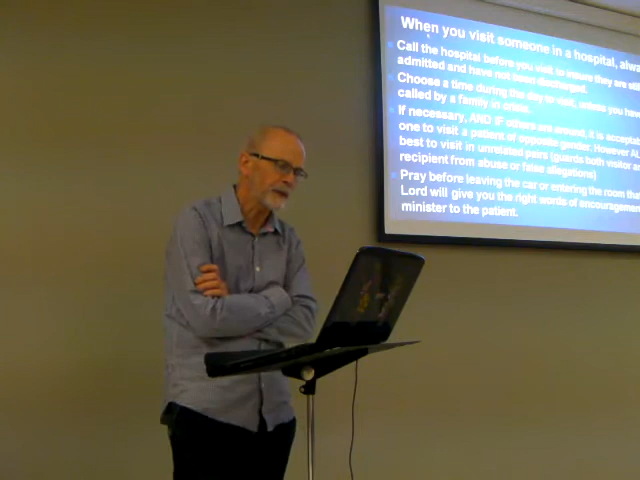 When you visit someone in a hospital, alwa
Call the hospital before you visit to insure they are still
admitted and have not been discharged.
Choose a time during the day to visit, unless you have
called by a family in crises.
If necessary, AND IF others are around, it is acceptab
one to visit a patient of opposite gender. However AL
best to visit in unrelated pairs (guards both visitor a
recipient from abuse or false allegations)
Pray before leaving the car or entering the room that
Lord will give you the right words of encouragement
minister to the patient.